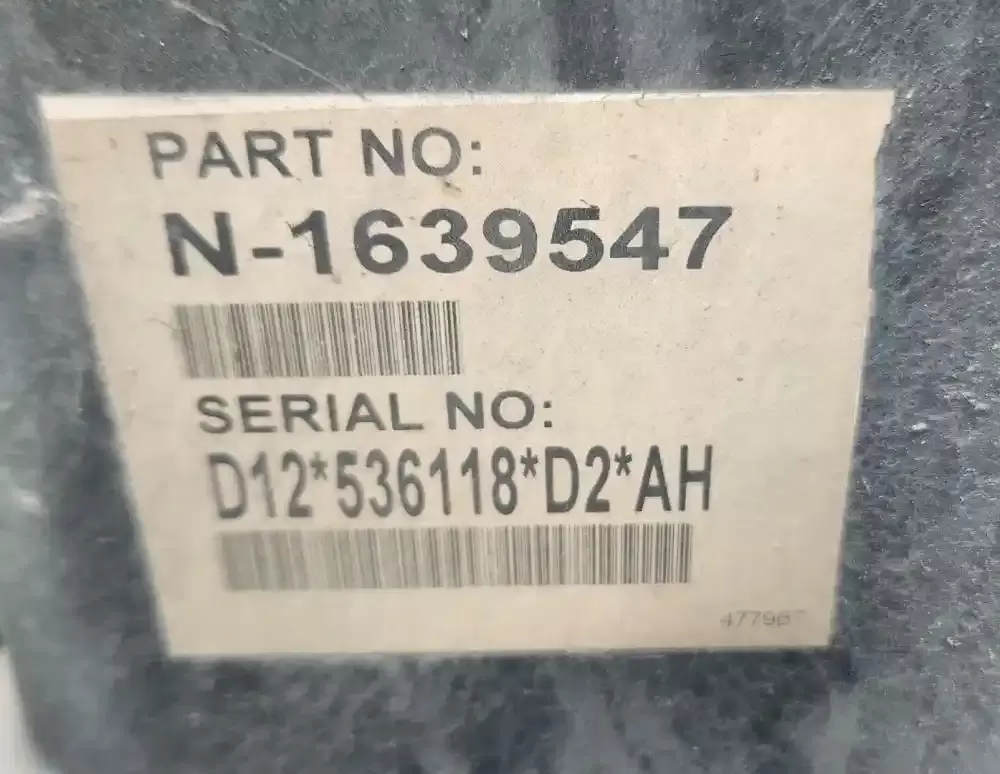 PART NO:
N-1639547
SERIAL NO:
D12*536118*D2*AH